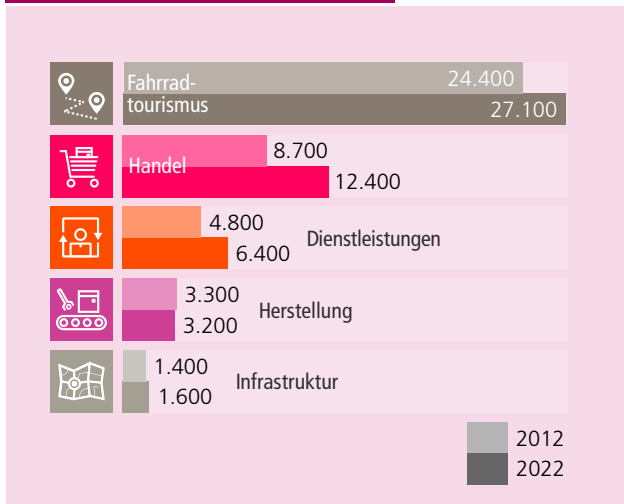 Fahrrad-
tourismus
24.400
27.100
Handel
8.700
12.400
4.800
6.400
Dienstleistungen
3.300
3.200
Herstellung
1.400
1.600
Infrastruktur
2012
2022